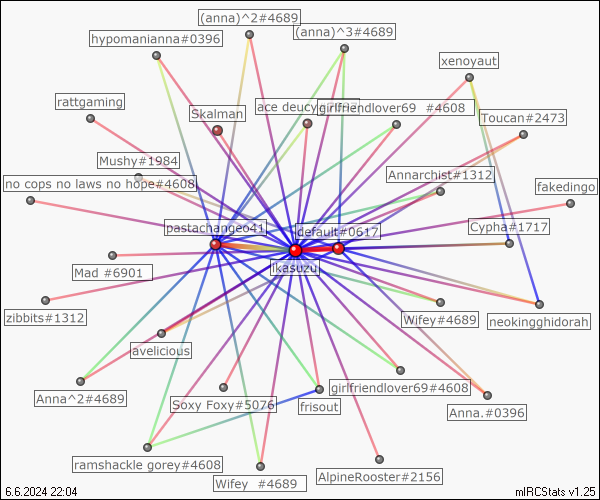 (anna)^2#4689
hypomanianna#0396
(anna)^3#4689
xenoyaut
rattgaming
Skalman
ace deucy
girlfriendlover69 #4608
Toucan#2473
Mushy#1984
Annarchist#1312
no cops no laws no hope#4608
fakedingo
pastachangeo41
default#0617
Cypha#1717
ikasuzu
Mad #6901
zibbits#1312
Wifey#4689
neokingghidorah
avelicious
Anna^2#4689
Soxy Foxy#5076
frisout
girlfriendlover69#4608
Anna.#0396
ramshackle gorey#4608
Wifey #4689
AlpineRooster#2156
6.6.2024 22:04
mIRCStats v1.25